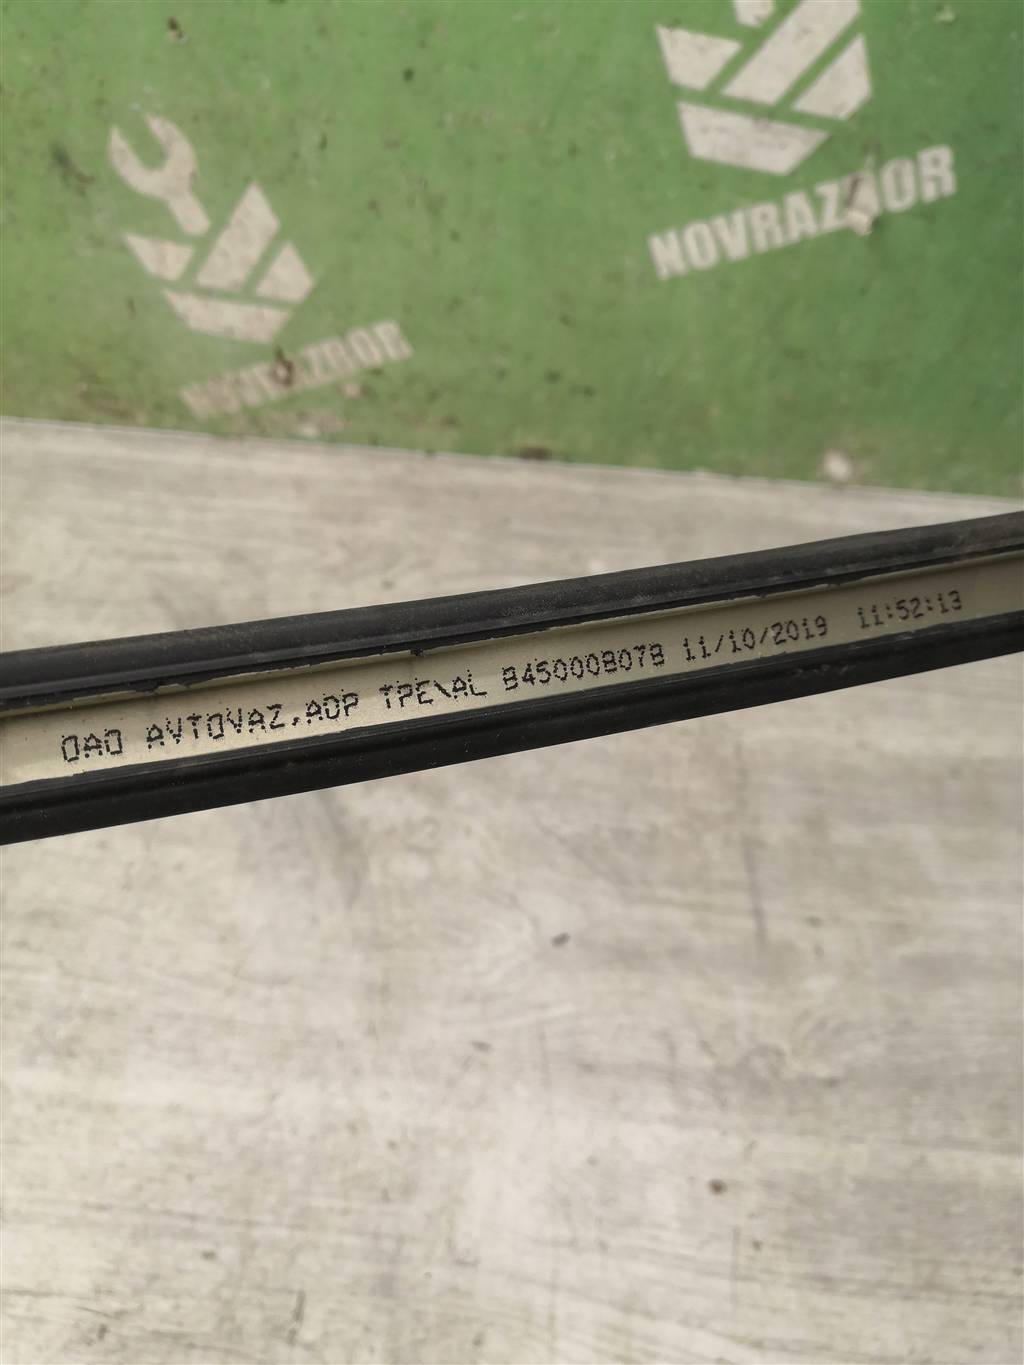 NOVRAZBOR
NOVRAZBOR
OAO AVTOVAZ,AOP TPE\AL 8450008078 11/10/2019 11:52:13